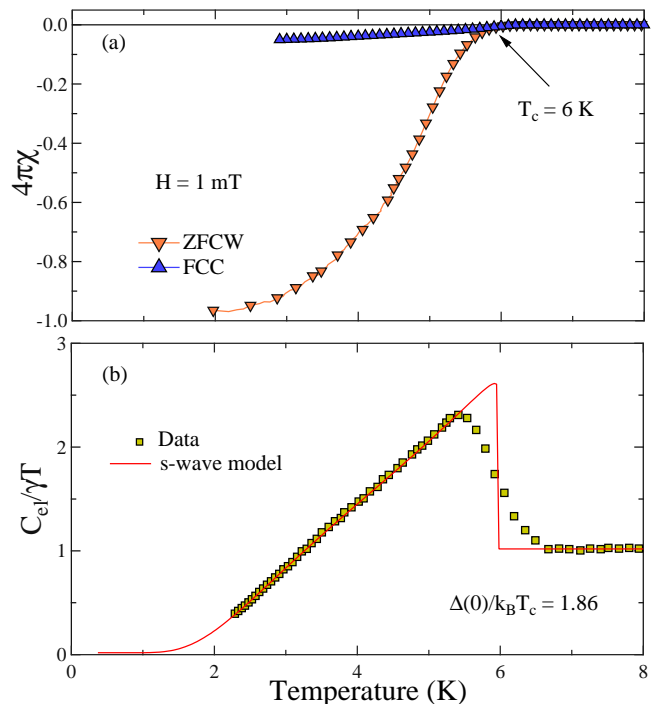 0.0
(a)
-0.2
T_c = 6 K
-0.4
4πχ
H = 1 mT
-0.6
ZFCW
FCC
-0.8
-1.0
3
(b)
Data
2
s-wave model
C_el/γT
1
Δ(0)/k_BT_c = 1.86
0
0 2 4 6 8
Temperature (K)